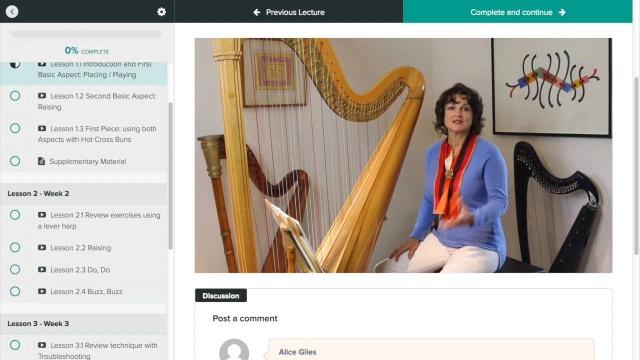 Previous Lecture
Complete and continue
0% COMPLETE
Lesson 1.1 Introduction and First
Basic Aspect: Placing / Playing
Lesson 1.2 Second Basic Aspect:
Raising
Lesson 1.3 First Piece: using both
Aspects with Hot Cross Buns
Supplementary Material
Lesson 2 - Week 2
Lesson 2.1 Review exercises using
a lever harp
Lesson 2.2 Raising
Lesson 2.3 Do, Do
Lesson 2.4 Buzz, Buzz
Lesson 3 - Week 3
Lesson 3.1 Review technique with
Troubleshooting
Discussion
Post a comment
Alice Giles